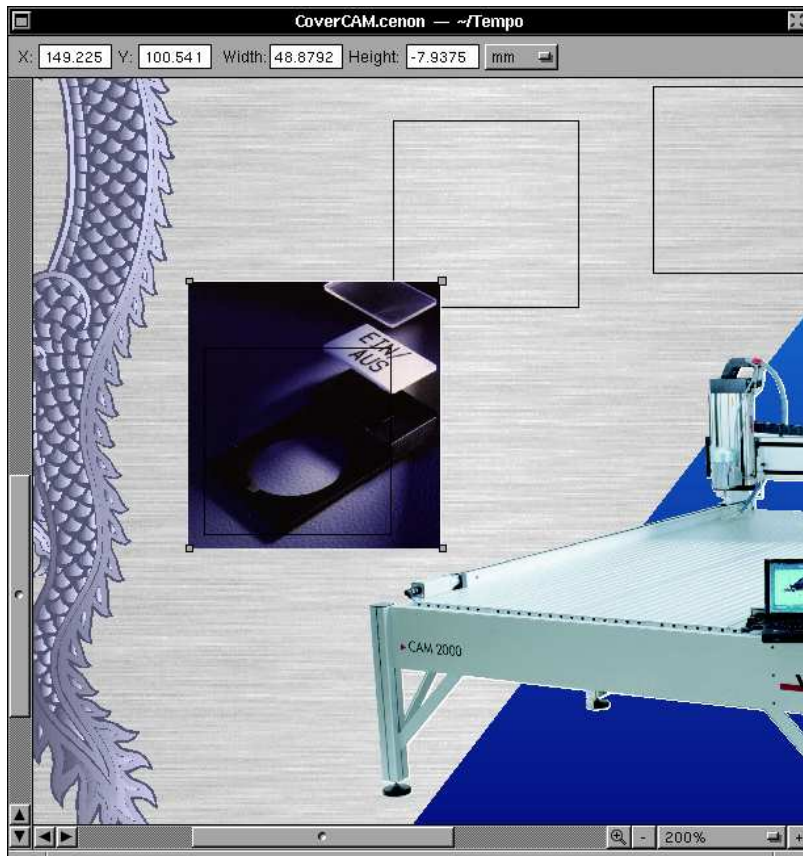 CoverCAM.cenon — ~/Tempo
X: 149.225 Y: 100.541 Width: 48.8792 Height: -7.9375 mm
EIN/
AUS
CAM 2000
- 200% +